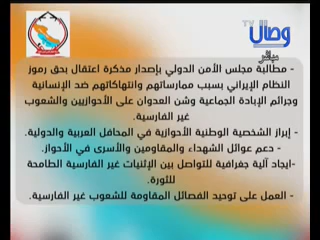 وصال
TV
مباشر
- مطالبة مجلس الأمن الدولي بإصدار مذكرة اعتقال بحق رموز
النظام الإيراني بسبب ممارساتهم وانتهاكاتهم ضد الإنسانية
وجرائم الإبادة الجماعية وشن العدوان على الأحوازيين والشعوب
غير الفارسية.
- إبراز الشخصية الوطنية الأحوازية في المحافل العربية والدولية.
- دعم عوائل الشهداء والمقاومين والأسرى في الأحواز.
-ايجاد آلية جغرافية للتواصل بين الإثنيات غير الفارسية الطامحة
للثورة.
- العمل على توحيد الفصائل المقاومة للشعوب غير الفارسية.